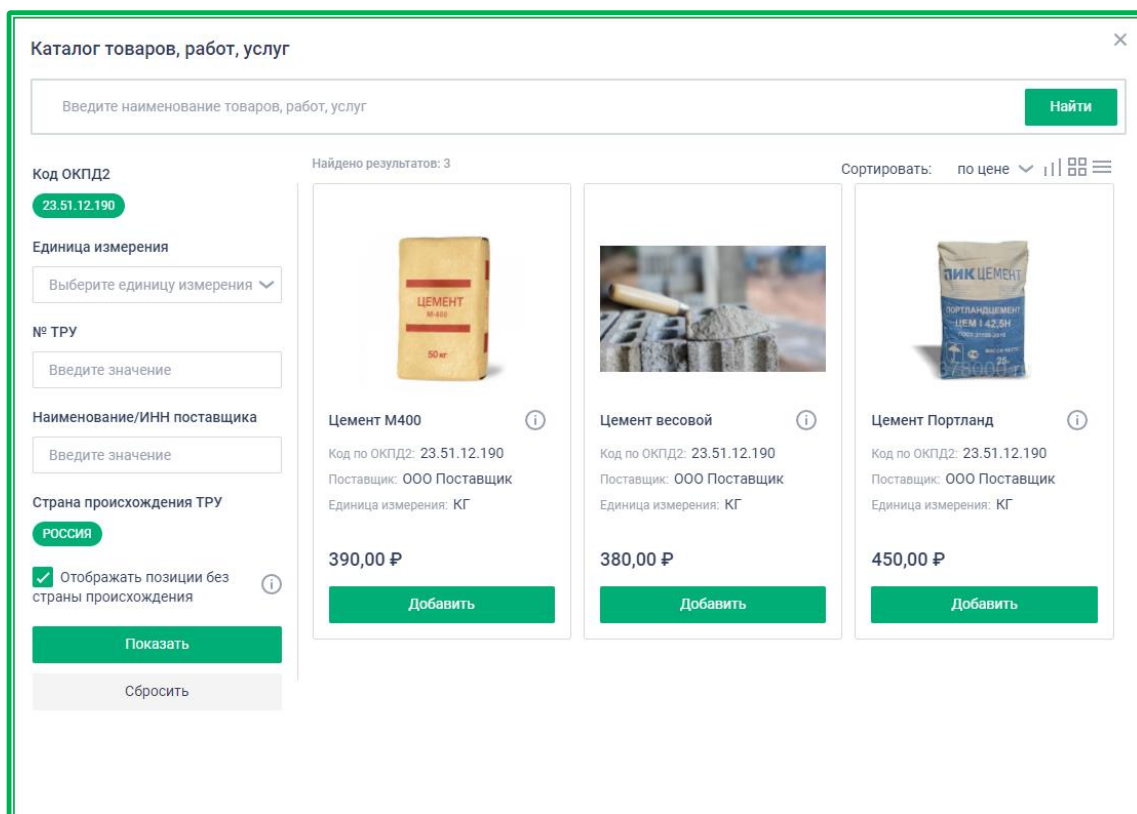 Каталог товаров, работ, услуг
Введите наименование товаров, работ, услуг
Найти
Код ОКПД2
23.51.12.190
Единица измерения
Выберите единицу измерения
№ ТРУ
Введите значение
Наименование/ИНН поставщика
Введите значение
Страна происхождения ТРУ
РОССИЯ
Отображать позиции без
страны происхождения
Показать
Сбросить
Найдено результатов: 3
Сортировать: по цене
ЦЕМЕНТ
М-400
50 кг
Цемент М400
Код по ОКПД2: 23.51.12.190
Поставщик: ООО Поставщик
Единица измерения: КГ
390,00 ₽
Добавить
Цемент весовой
Код по ОКПД2: 23.51.12.190
Поставщик: ООО Поставщик
Единица измерения: КГ
380,00 ₽
Добавить
ПИК ЦЕМЕНТ
ПОРТЛАНДЦЕМЕНТ
ЦЕМ I 42,5Н
Цемент Портланд
Код по ОКПД2: 23.51.12.190
Поставщик: ООО Поставщик
Единица измерения: КГ
450,00 ₽
Добавить